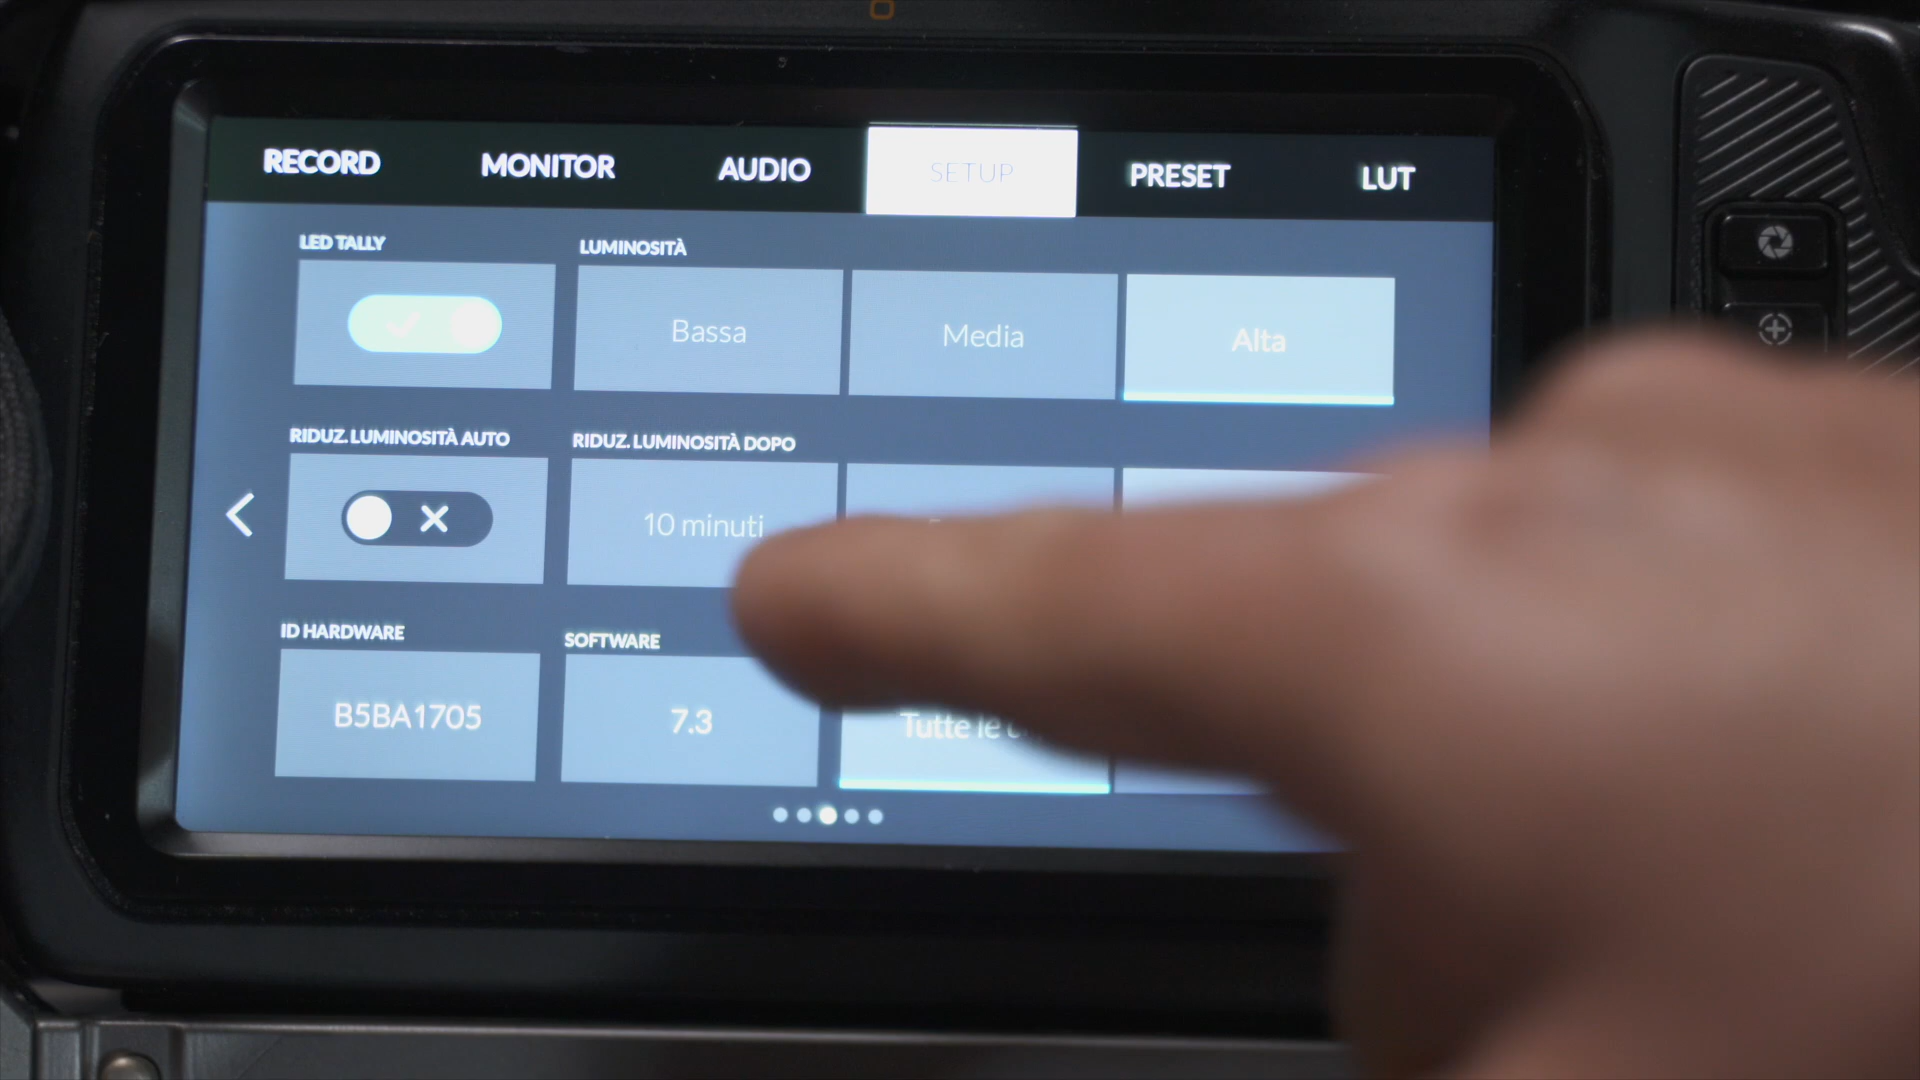 RECORD MONITOR AUDIO SETUP PRESET LUT
LED TALLY LUMINOSITÀ
Bassa Media Alta
RIDUZ. LUMINOSITÀ AUTO RIDUZ. LUMINOSITÀ DOPO
10 minuti
ID HARDWARE SOFTWARE
B5BA1705 7.3 Tutte le